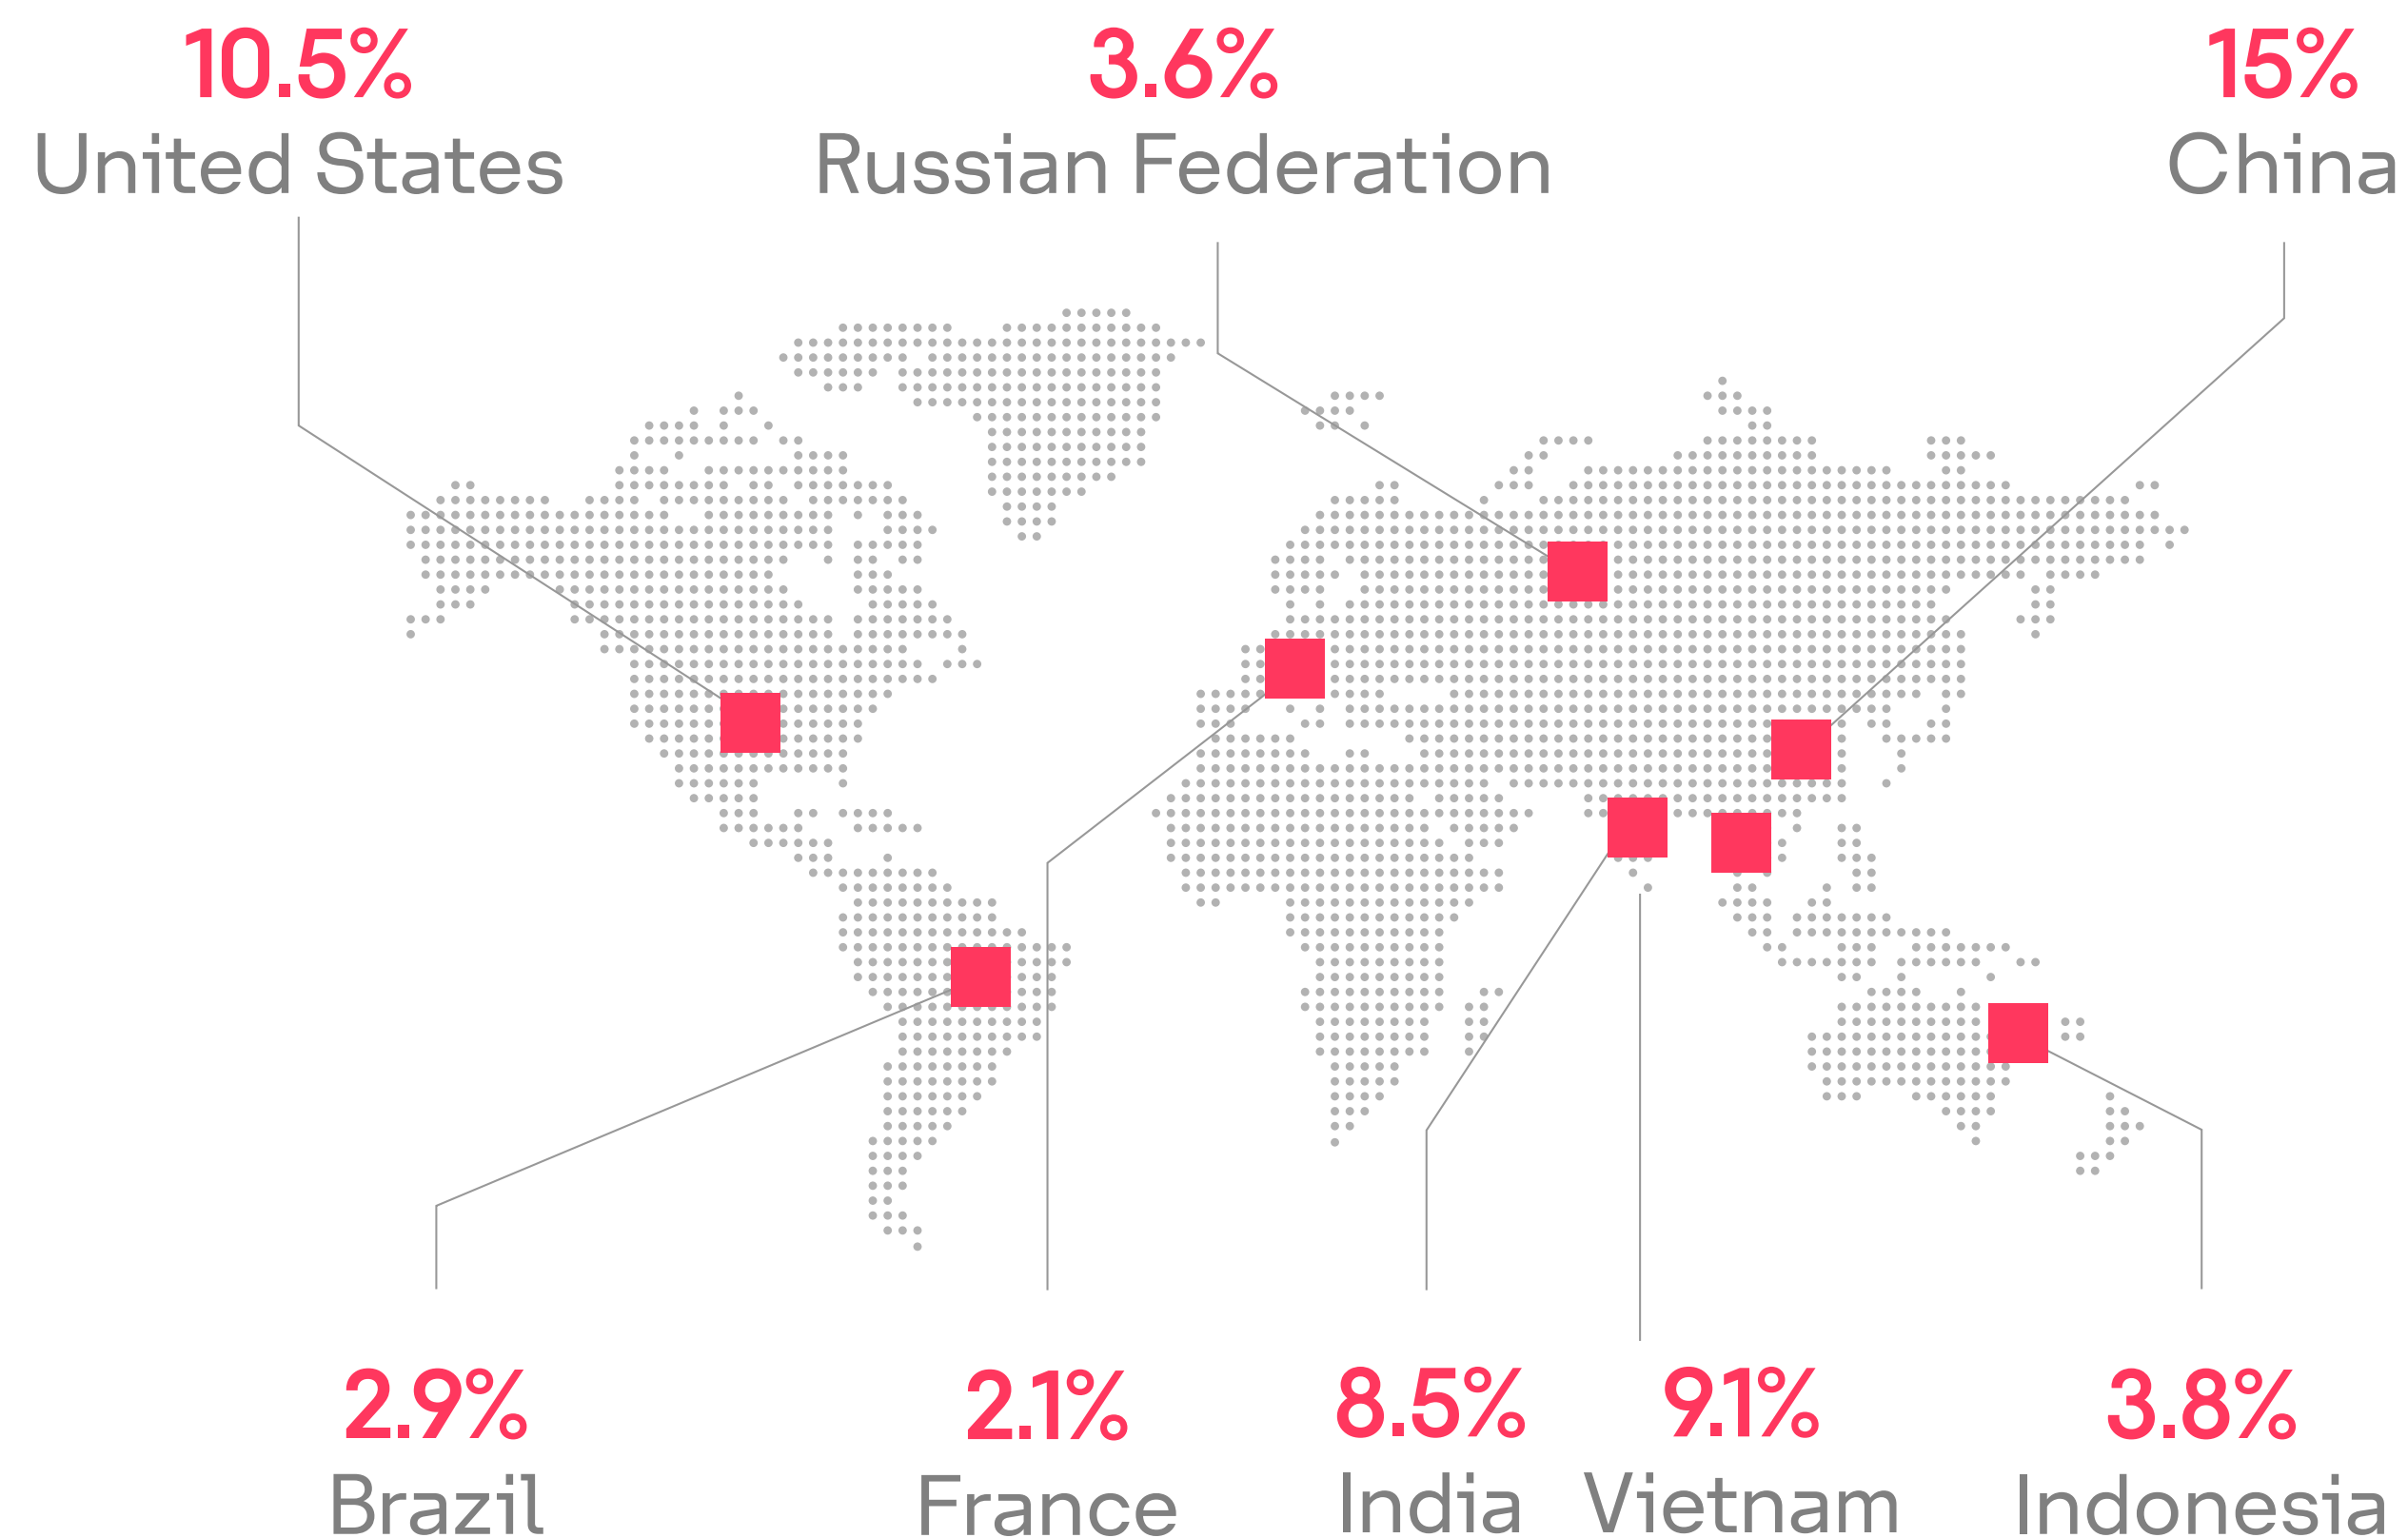 10.5%
United States
3.6%
Russian Federation
15%
China
2.9%
Brazil
2.1%
France
8.5%
India
9.1%
Vietnam
3.8%
Indonesia